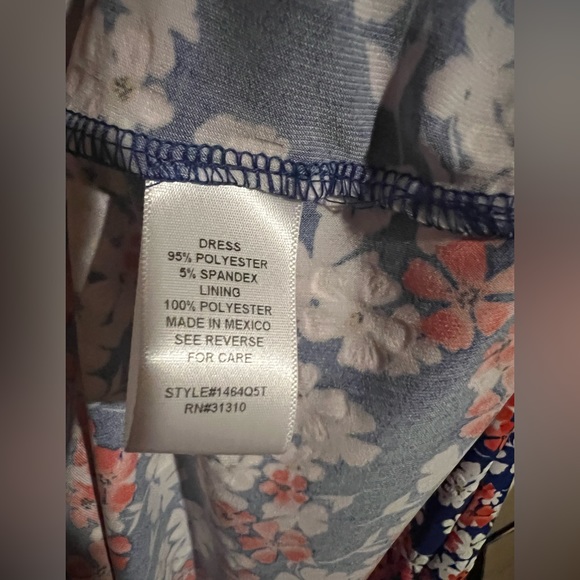 DRESS
95% POLYESTER
5% SPANDEX
LINING
100% POLYESTER
MADE IN MEXICO
SEE REVERSE
FOR CARE
STYLE#1464Q5T
RN#31310